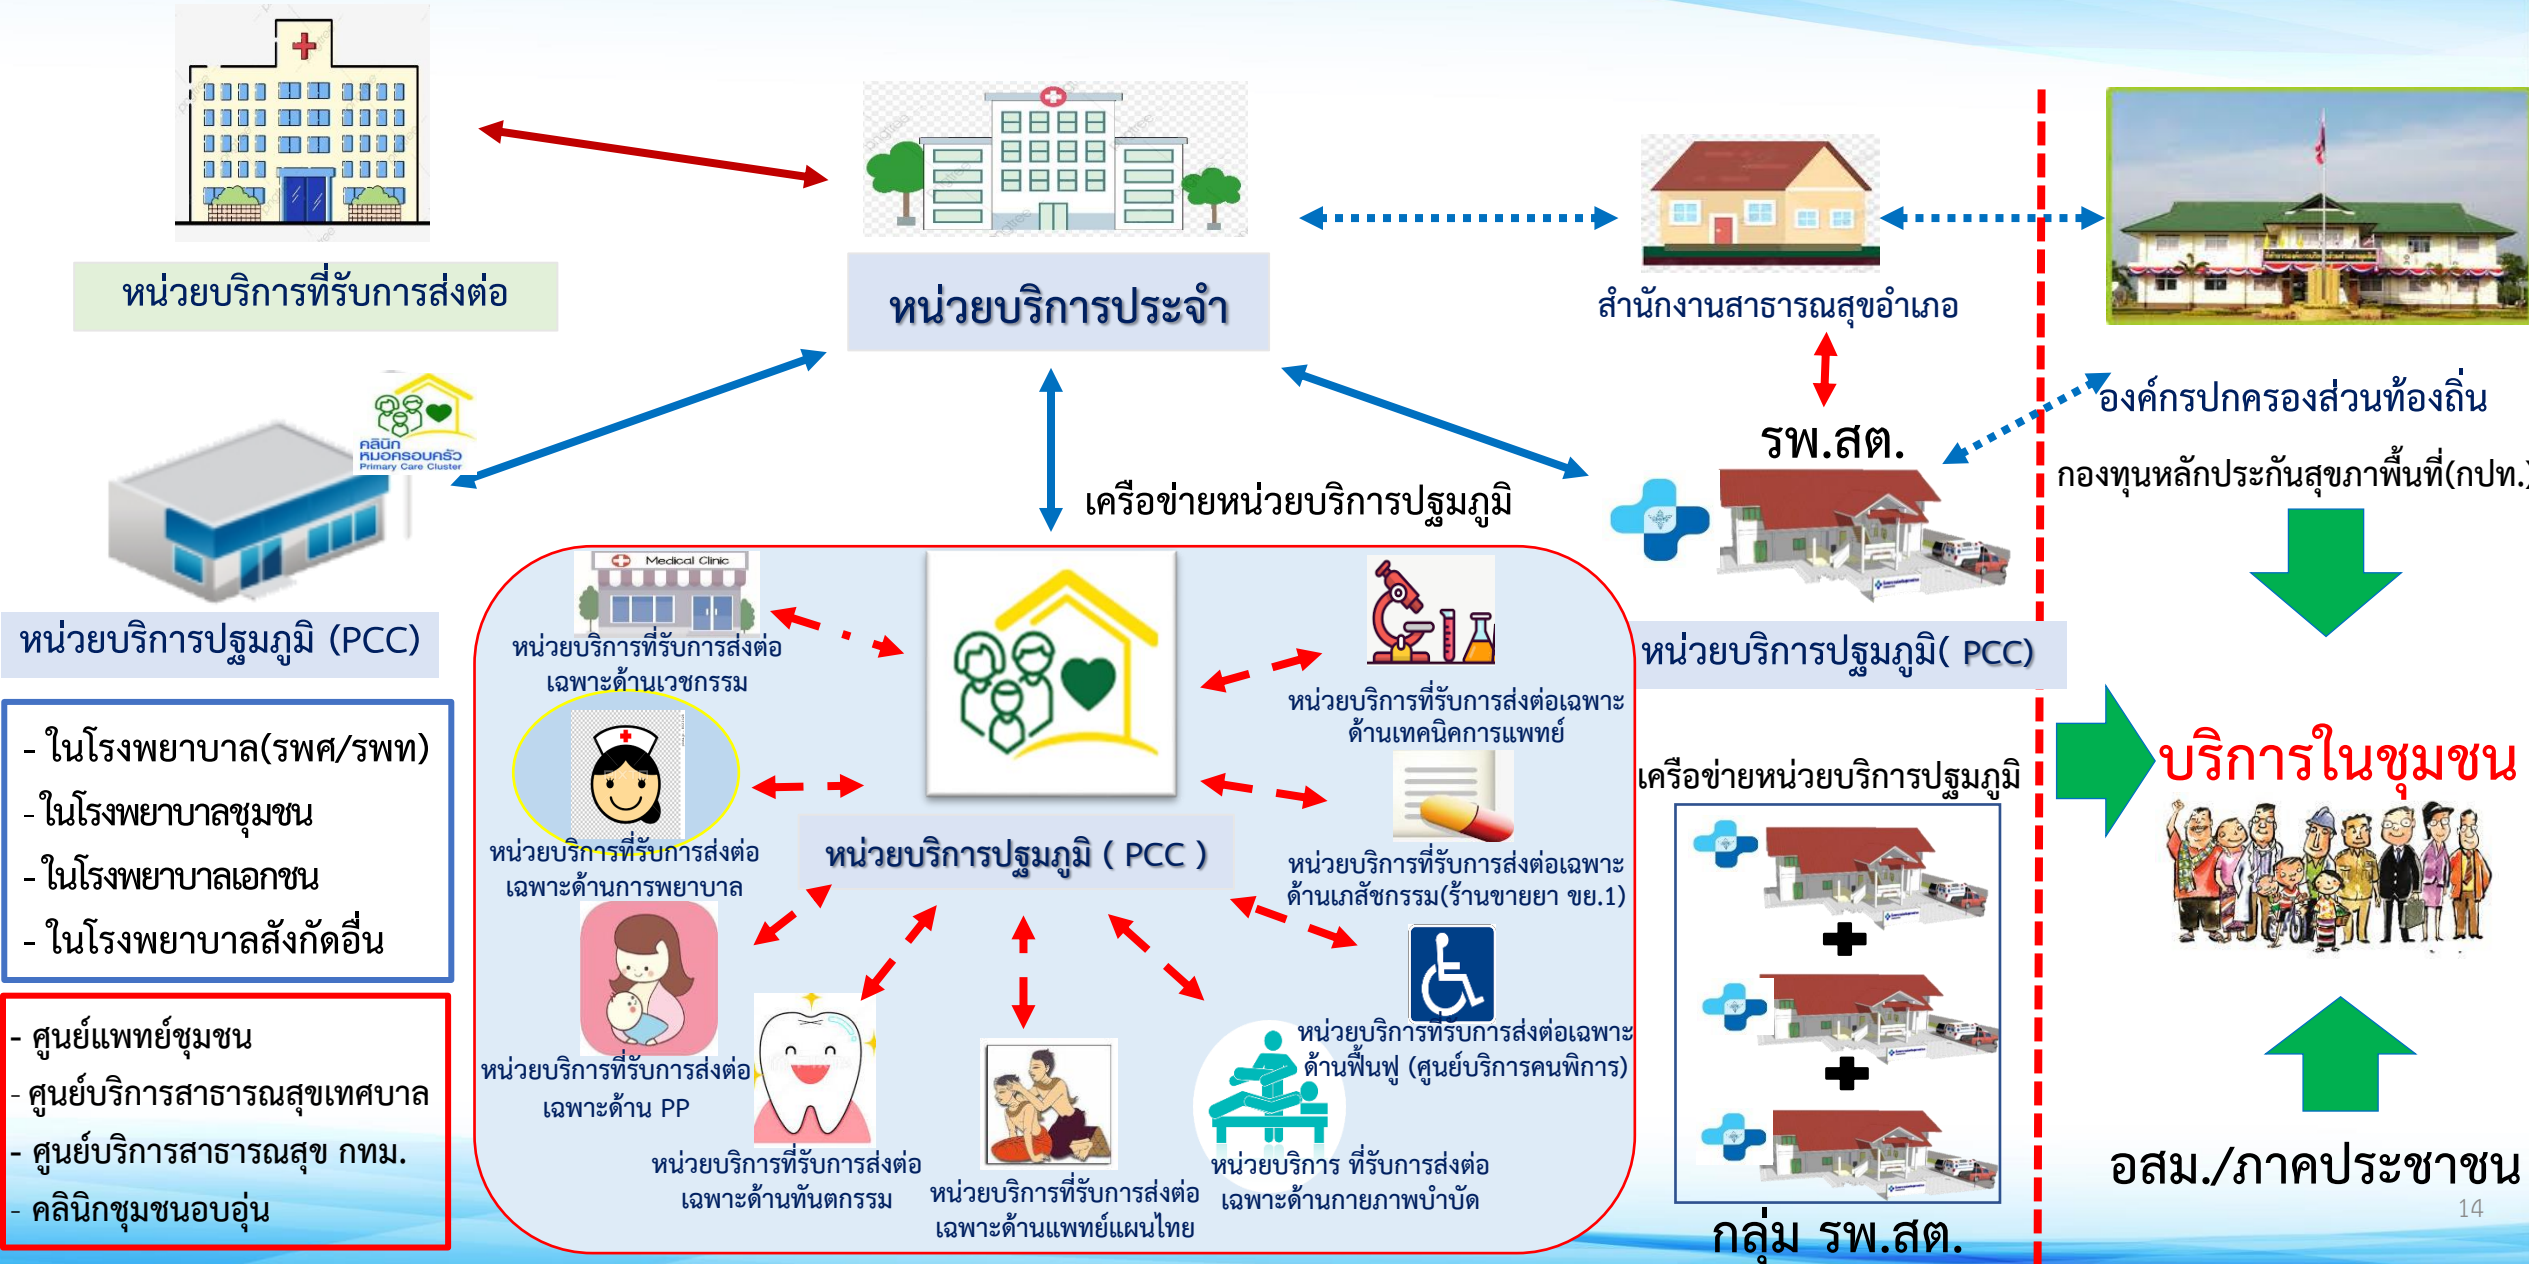 หน่วยบริการที่รับการส่งต่อ
หน่วยบริการประจำ
สำนักงานสาธารณสุขอำเภอ
องค์กรปกครองส่วนท้องถิ่น
กองทุนหลักประกันสุขภาพื้นที่(กปท.)
คลินิก
หมอครอบครัว
Primary Care Cluster
หน่วยบริการปฐมภูมิ (PCC)
- ในโรงพยาบาล(รพศ/รพท)
- ในโรงพยาบาลชุมชน
- ในโรงพยาบาลเอกชน
- ในโรงพยาบาลสังกัดอื่น
- ศูนย์แพทย์ชุมชน
- ศูนย์บริการสาธารณสุขเทศบาล
- ศูนย์บริการสาธารณสุข กทม.
- คลินิกชุมชนอบอุ่น
เครือข่ายหน่วยบริการปฐมภูมิ
Medical Clinic
หน่วยบริการที่รับการส่งต่อ
เฉพาะด้านเวชกรรม
หน่วยบริการที่รับการส่งต่อ
เฉพาะด้านการพยาบาล
หน่วยบริการปฐมภูมิ ( PCC )
หน่วยบริการที่รับการส่งต่อ
เฉพาะด้าน PP
หน่วยบริการที่รับการส่งต่อ
เฉพาะด้านทันตกรรม
หน่วยบริการที่รับการส่งต่อ
เฉพาะด้านแพทย์แผนไทย
หน่วยบริการ ที่รับการส่งต่อ
เฉพาะด้านกายภาพบำบัด
หน่วยบริการที่รับการส่งต่อเฉพาะ
ด้านเทคนิคการแพทย์
หน่วยบริการที่รับการส่งต่อเฉพาะ
ด้านเภสัชกรรม(ร้านขายยา ขย.1)
หน่วยบริการที่รับการส่งต่อเฉพาะ
ด้านฟื้นฟู (ศูนย์บริการคนพิการ)
รพ.สต.
หน่วยบริการปฐมภูมิ( PCC)
เครือข่ายหน่วยบริการปฐมภูมิ
กลุ่ม รพ.สต.
บริการในชุมชน
อสม./ภาคประชาชน
14